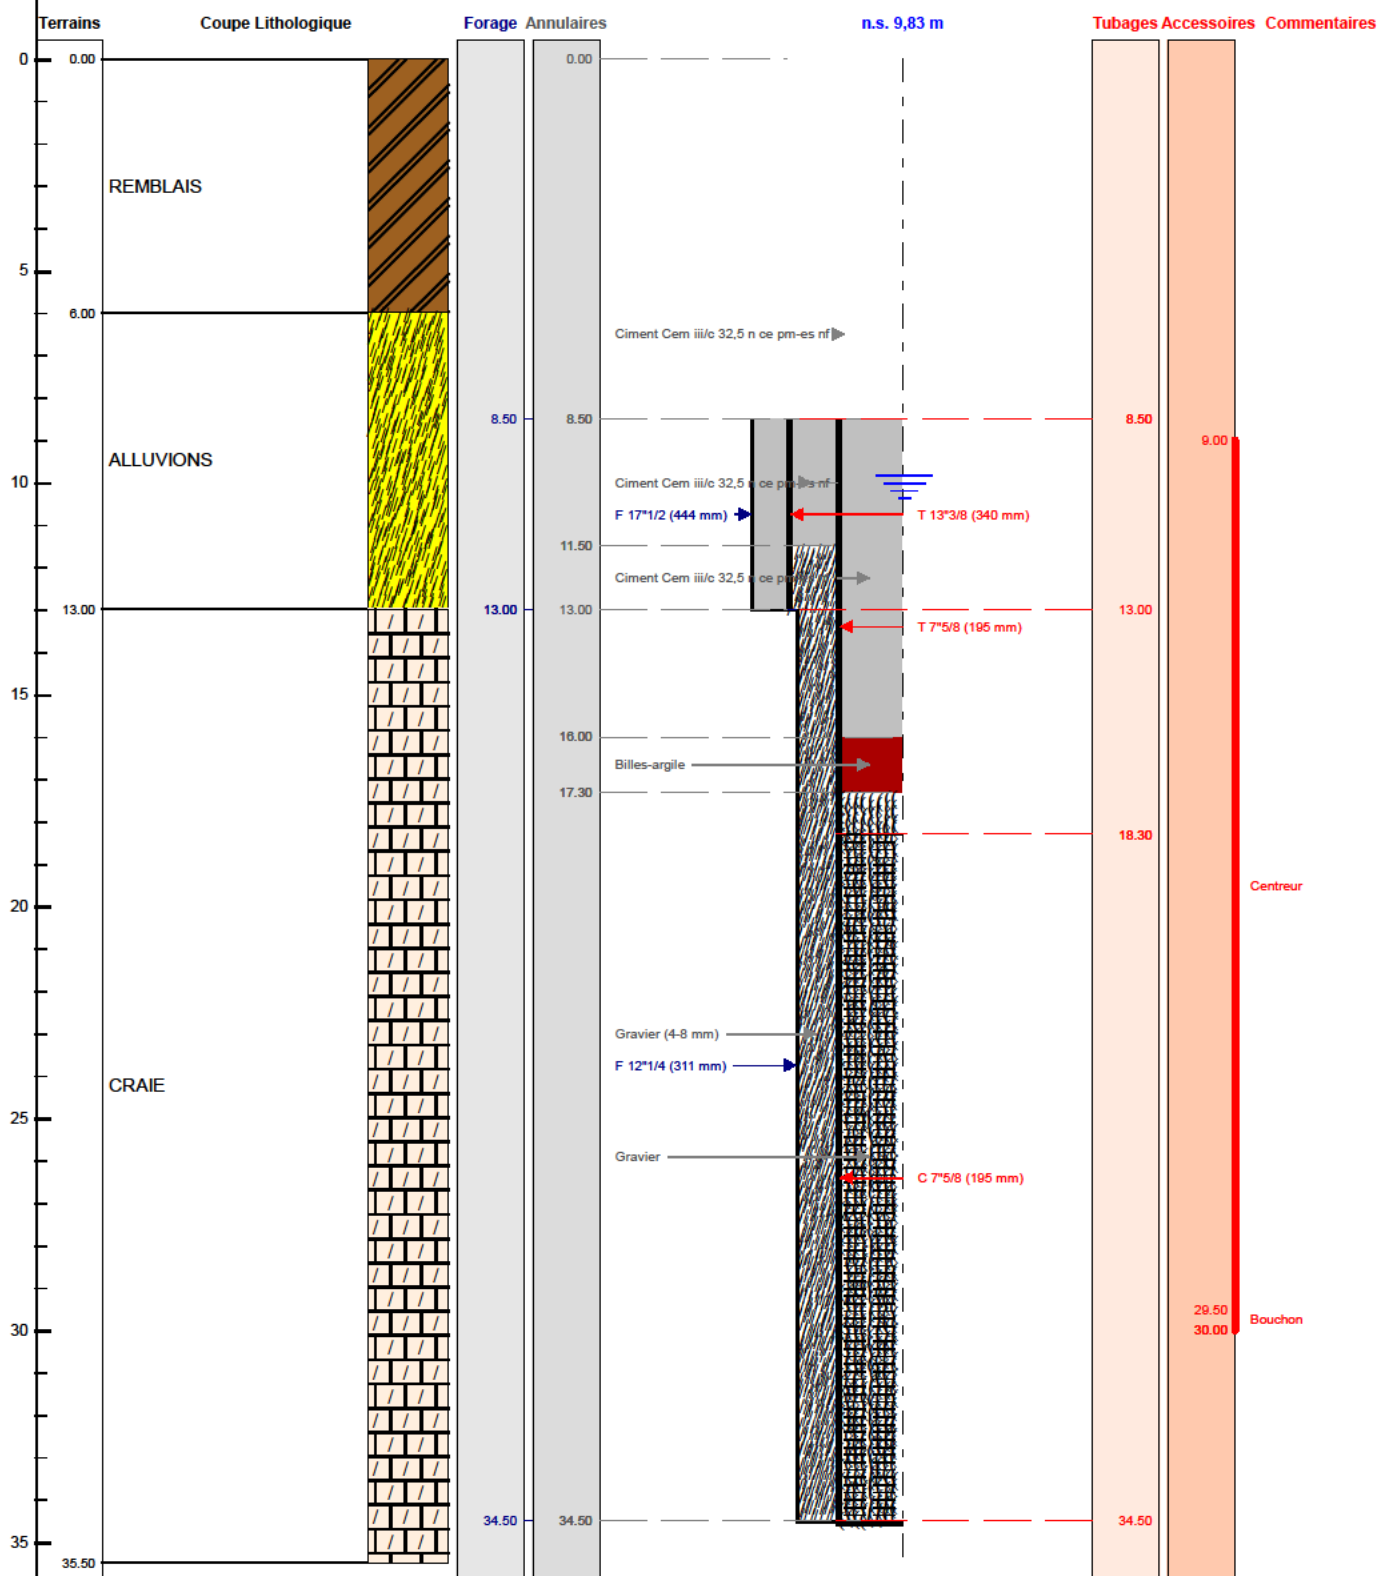 Terrains Coupe Lithologique Forage Annulaires n.s. 9,83 m Tubages Accessoires Commentaires
0 0.00 0.00
REMBLAIS
5
6.00
Ciment Cem iii/c 32,5 n ce pm-es nf
8.50 8.50 8.50
9.00
ALLUVIONS
10 Ciment Cem iii/c 32,5 n ce pm-es nf
F 17"1/2 (444 mm) T 13"3/8 (340 mm)
11.50
Ciment Cem iii/c 32,5 n ce
13.00 13.00 13.00 13.00
T 7"5/8 (195 mm)
15
16.00
Billes-argile
17.30
18.30
Centreur
20
Gravier (4-8 mm)
F 12"1/4 (311 mm)
CRAIE
25
Gravier
C 7"5/8 (195 mm)
29.50
Bouchon
30 30.00
34.50 34.50 34.50
35
35.50